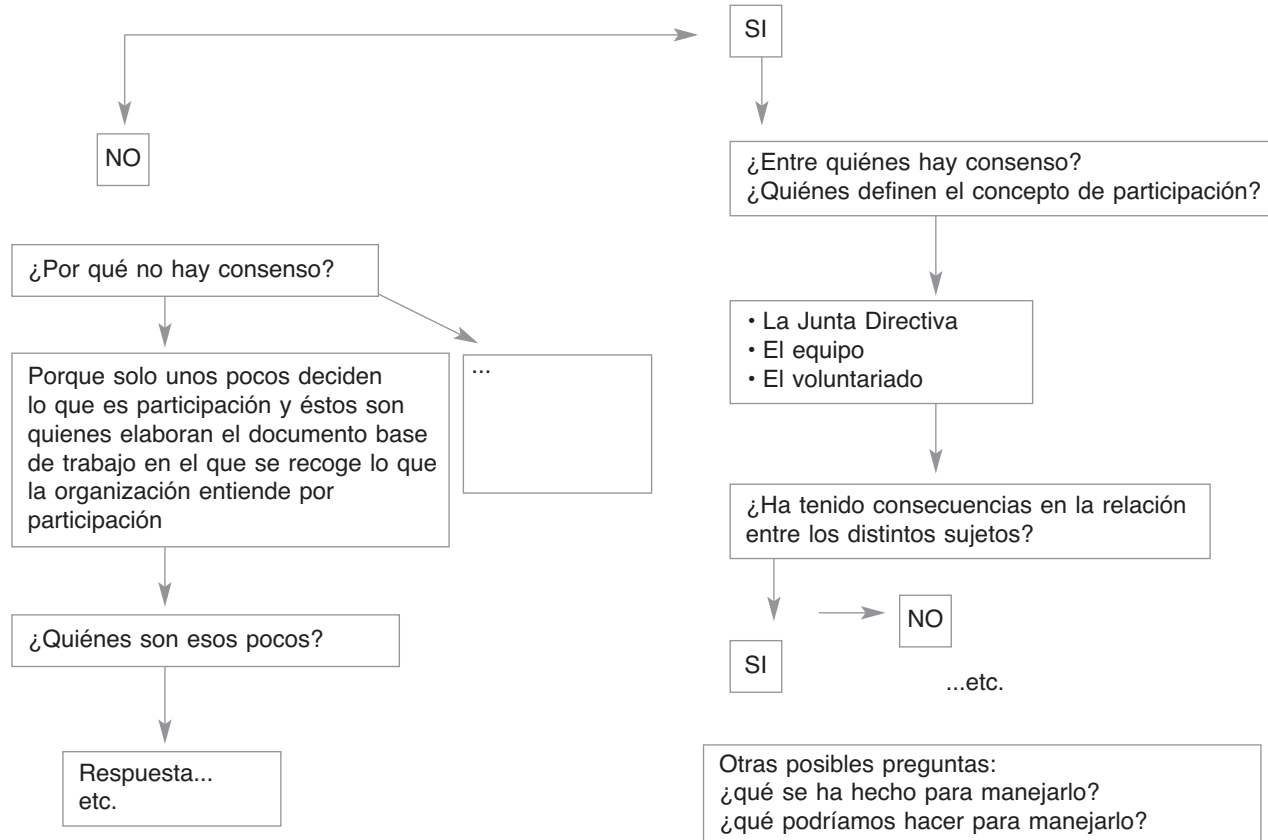 SI
NO
¿Entre quiénes hay consenso?
¿Quiénes definen el concepto de participación?
¿Por qué no hay consenso?
• La Junta Directiva
• El equipo
• El voluntariado
Porque solo unos pocos deciden
lo que es participación y éstos son
quienes elaboran el documento base
de trabajo en el que se recoge lo que
la organización entiende por
participación
...
¿Ha tenido consecuencias en la relación
entre los distintos sujetos?
¿Quiénes son esos pocos?
NO
SI
...etc.
Respuesta...
etc.
Otras posibles preguntas:
¿qué se ha hecho para manejarlo?
¿qué podríamos hacer para manejarlo?